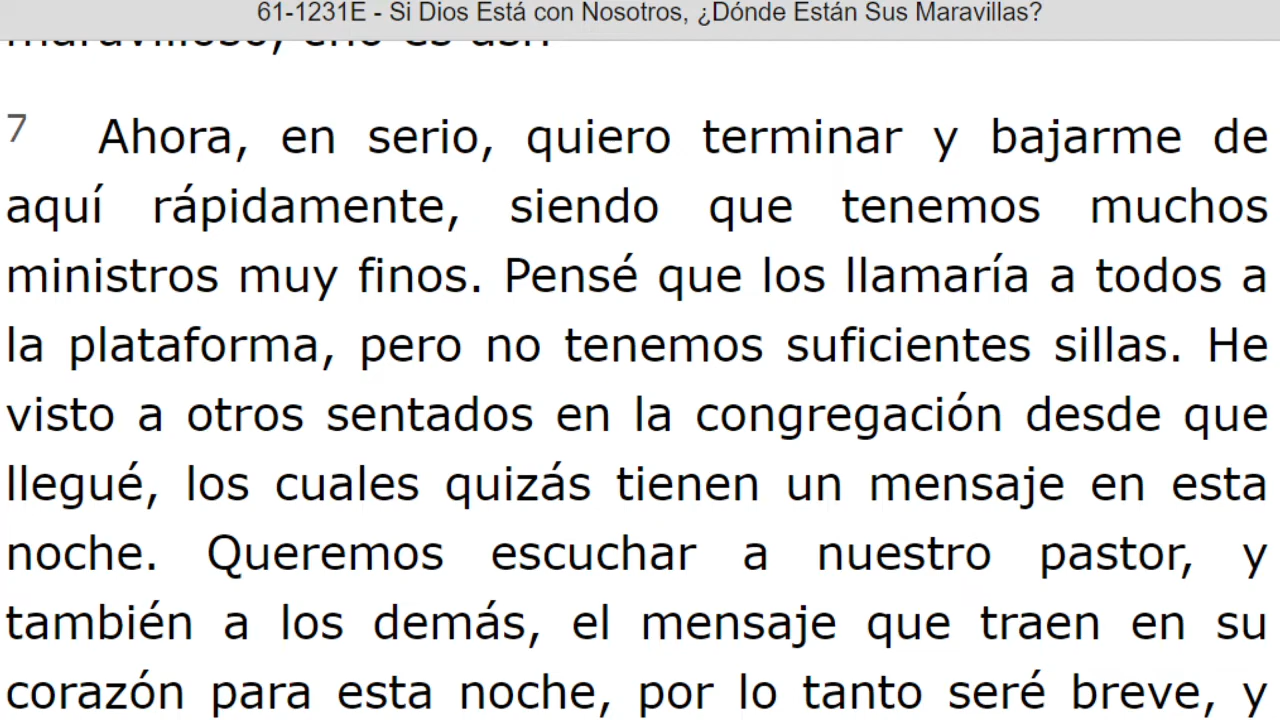 61-1231E - Si Dios Está con Nosotros, ¿Dónde Están Sus Maravillas?
7 Ahora, en serio, quiero terminar y bajarme de
aquí rápidamente, siendo que tenemos muchos
ministros muy finos. Pensé que los llamaría a todos a
la plataforma, pero no tenemos suficientes sillas. He
visto a otros sentados en la congregación desde que
llegué, los cuales quizás tienen un mensaje en esta
noche. Queremos escuchar a nuestro pastor, y
también a los demás, el mensaje que traen en su
corazón para esta noche, por lo tanto seré breve, y